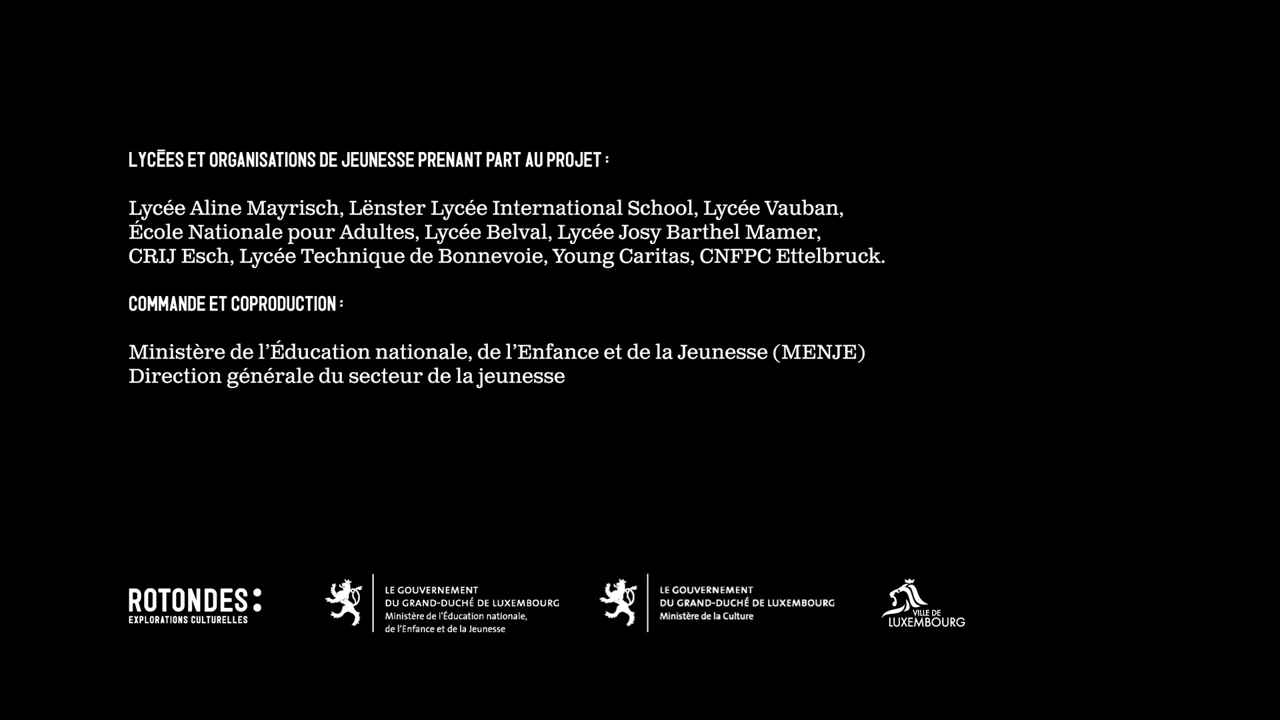 LYCĒES ET ORGANISATIONS DE JEUNESSE PRENANT PART AU PROJET :
Lycée Aline Mayrisch, Lënster Lycée International School, Lycée Vauban,
École Nationale pour Adultes, Lycée Belval, Lycée Josy Barthel Mamer,
CRIJ Esch, Lycée Technique de Bonnevoie, Young Caritas, CNFPC Ettelbruck.
COMMANDE ET COPRODUCTION :
Ministère de l’Éducation nationale, de l’Enfance et de la Jeunesse (MENJE)
Direction générale du secteur de la jeunesse
ROTONDES:
EXPLORATIONS CULTURELLES
LE GOUVERNEMENT
DU GRAND-DUCHÉ DE LUXEMBOURG
Ministère de l’Éducation nationale,
de l’Enfance et de la Jeunesse
LE GOUVERNEMENT
DU GRAND-DUCHÉ DE LUXEMBOURG
Ministère de la Culture
VILLE DE
LUXEMBOURG